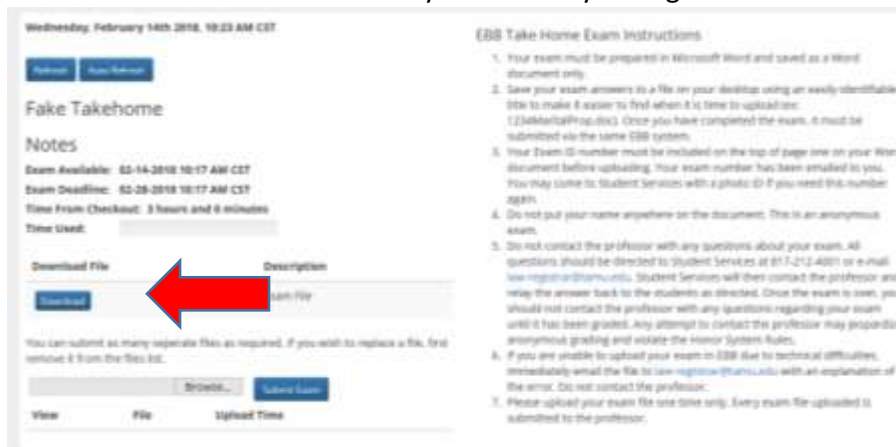 Wednesday, February 14th 2018, 10:23 AM CST
Refresh Auto Refresh
Fake Takehome
Notes
Exam Available: 02-14-2018 10:17 AM CST
Exam Deadline: 02-28-2018 10:17 AM CST
Time From Checkout: 3 hours and 0 minutes
Time Used:
Download File Description
Download Exam File
You can submit as many seperate files as required. If you wish to replace a file, first
remove it from the files list.
Browse... Submit Exam
View File Upload Time
EBB Take Home Exam Instructions
1. Your exam must be prepared in Microsoft Word and saved as a Word
document only.
2. Save your exam answers to a file on your desktop using an easily identifiable
title to make it easier to find when it is time to upload
1234MaritalProp.doc). Once you have completed the exam, it must be
submitted via the same EBB system.
3. Your Exam ID number must be included on the top of page one on your Wor
document before uploading. Your exam number has been emailed to you.
You may come to Student Services with a photo ID if you need this number
again.
4. Do not put your name anywhere on the document. This is an anonymous
exam.
5. Do not contact the professor with any questions about your exam. All
questions should be directed to Student Services at 817-212-4001 or e-mail
law-registrar@tamu.edu. Student Services will then contact the professor and
relay the answer back to the students as directed. Once the exam is over, you
should not contact the professor with any questions regarding your exam
until it has been graded. Any attempt to contact the professor may jeopardiz
anonymous grading and violate the Honor System Rules.
6. If you are unable to upload your exam in EBB due to technical difficulties,
immediately email the file to law-registrar@tamu.edu with an explanation of
the error. Do not contact the professor.
7. Please upload your exam file one time only. Every exam file uploaded is
submitted to the professor.